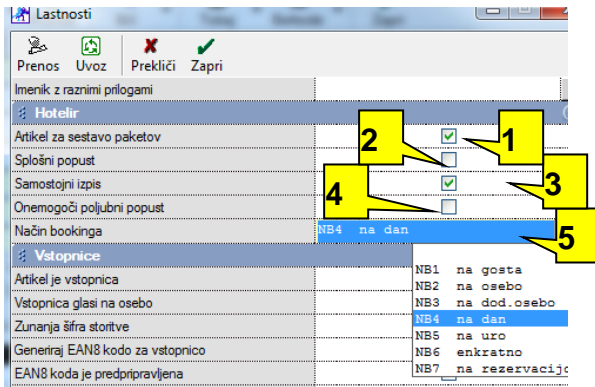 Lastnosti
Prenos Uvoz Prekliči Zapri
Imenik z raznimi prilogami
Hotelir
Artikel za sestavo paketov
1
2
Splošni popust
Samostojni izpis
3
4
Onemogoči poljubni popust
Način bookinga NB4 na dan
5
Vstopnice
Artikel je vstopnica
Vstopnica glasi na osebo
Zunanja šifra storitve
Generiraj EAN8 kodo za vstopnico
EAN8 koda je predpripravljena
NB1 na gosta
NB2 na osebo
NB3 na dod.osebo
NB4 na dan
NB5 na uro
NB6 enkratno
NB7 na rezervacijo